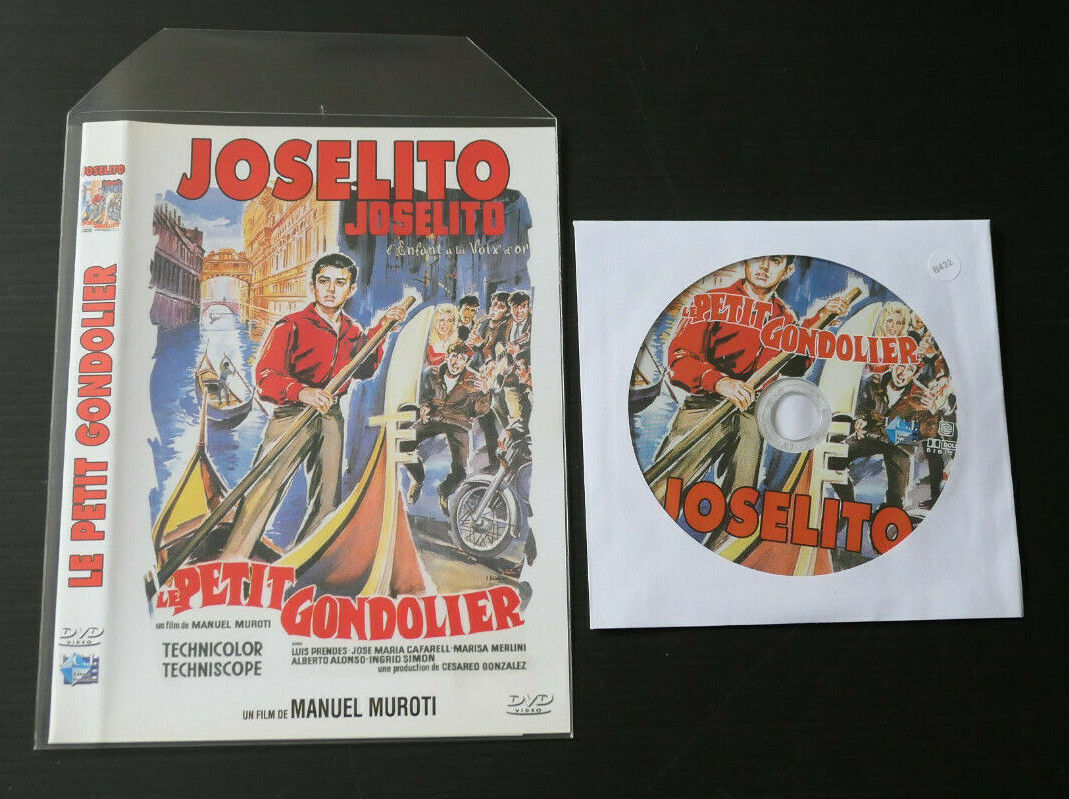 JOSELITO
LE PETIT GONDOLIER
DVD
VIDEO
JOSELITO
JOSELITO
l'Enfant à la Voix d'or
LE PETIT GONDOLIER
un film de MANUEL MUROTI
TECHNICOLOR
TECHNISCOPE
avec
LUIS PRENDES - JOSE MARIA CAFARELL - MARISA MERLINI
ALBERTO ALONSO - INGRID SIMON
une production de CESAREO GONZALEZ
UN FILM DE MANUEL MUROTI
DVD
VIDEO
B432
LE PETIT GONDOLIER
JOSELITO